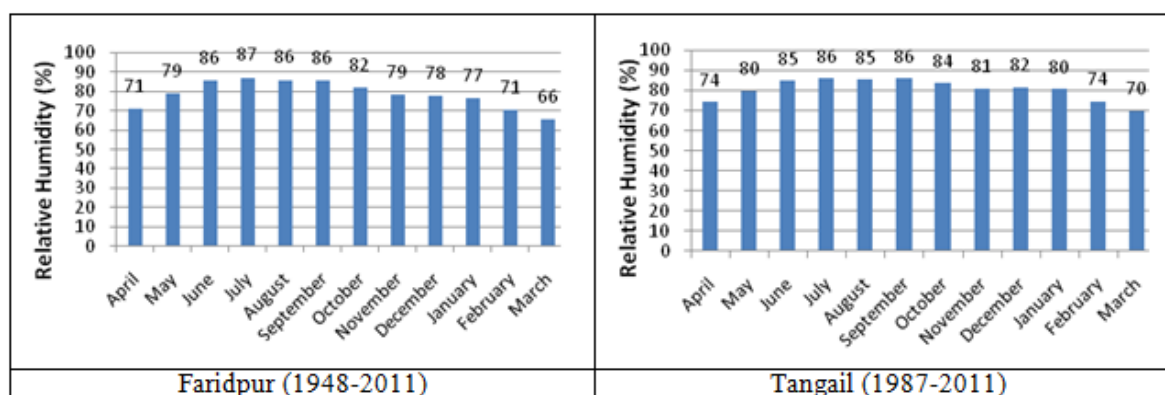 Relative Humidity (%)
100
90
80
70
60
50
40
30
20
10
0
71 79 86 87 86 86 82 79 78 77 71 66
April May June July August September October November December January February March
Faridpur (1948-2011)
Relative Humidity (%)
100
90
80
70
60
50
40
30
20
10
0
74 80 85 86 85 86 84 81 82 80 74 70
April May June July August September October November December January February March
Tangail (1987-2011)